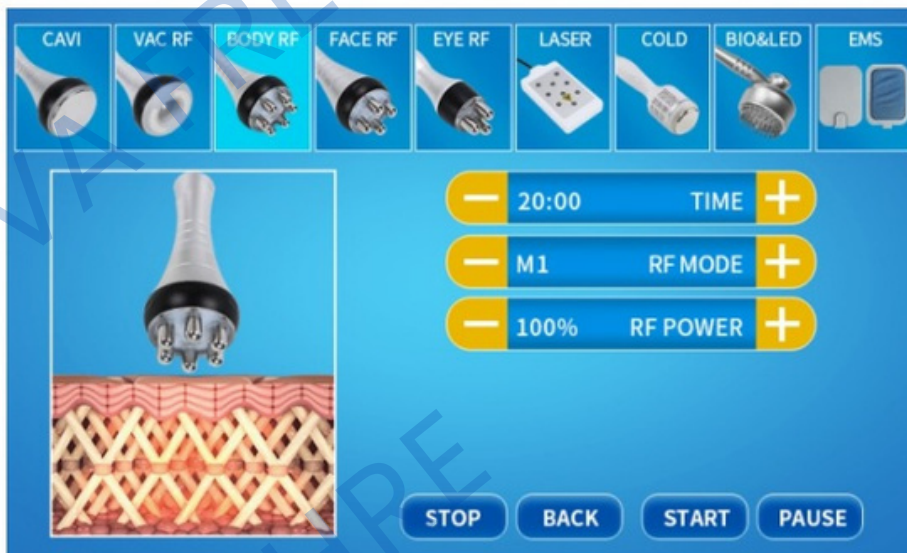 CAVI
VAC RF
BODY RF
FACE RF
EYE RF
LASER
COLD
BIO&LED
EMS
20:00 TIME
M1 RF MODE
100% RF POWER
STOP
BACK
START
PAUSE